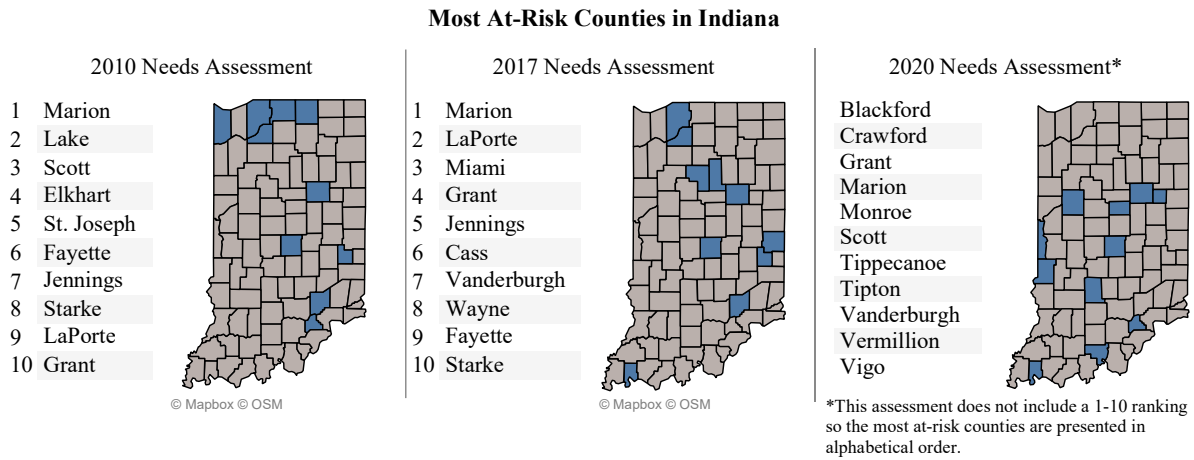 Most At-Risk Counties in Indiana
2010 Needs Assessment
1 Marion
2 Lake
3 Scott
4 Elkhart
5 St. Joseph
6 Fayette
7 Jennings
8 Starke
9 LaPorte
10 Grant
© Mapbox © OSM
2017 Needs Assessment
1 Marion
2 LaPorte
3 Miami
4 Grant
5 Jennings
6 Cass
7 Vanderburgh
8 Wayne
9 Fayette
10 Starke
© Mapbox © OSM
2020 Needs Assessment*
Blackford
Crawford
Grant
Marion
Monroe
Scott
Tippecanoe
Tipton
Vanderburgh
Vermillion
Vigo
*This assessment does not include a 1-10 ranking
so the most at-risk counties are presented in
alphabetical order.